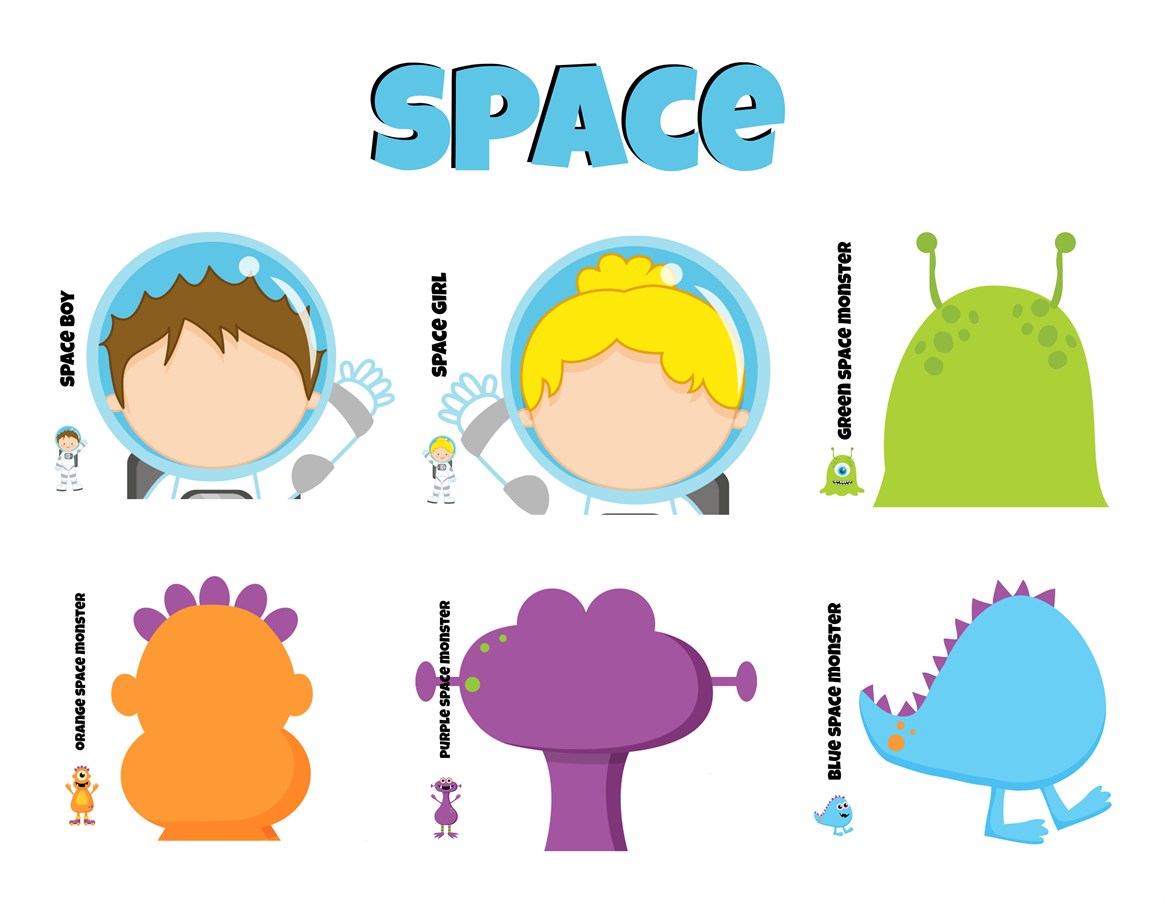 SPACE
SPACE BOY
SPACE GIRL
GREEN SPACE MONSTER
ORANGE SPACE MONSTER
PURPLE SPACE MONSTER
BLUE SPACE MONSTER